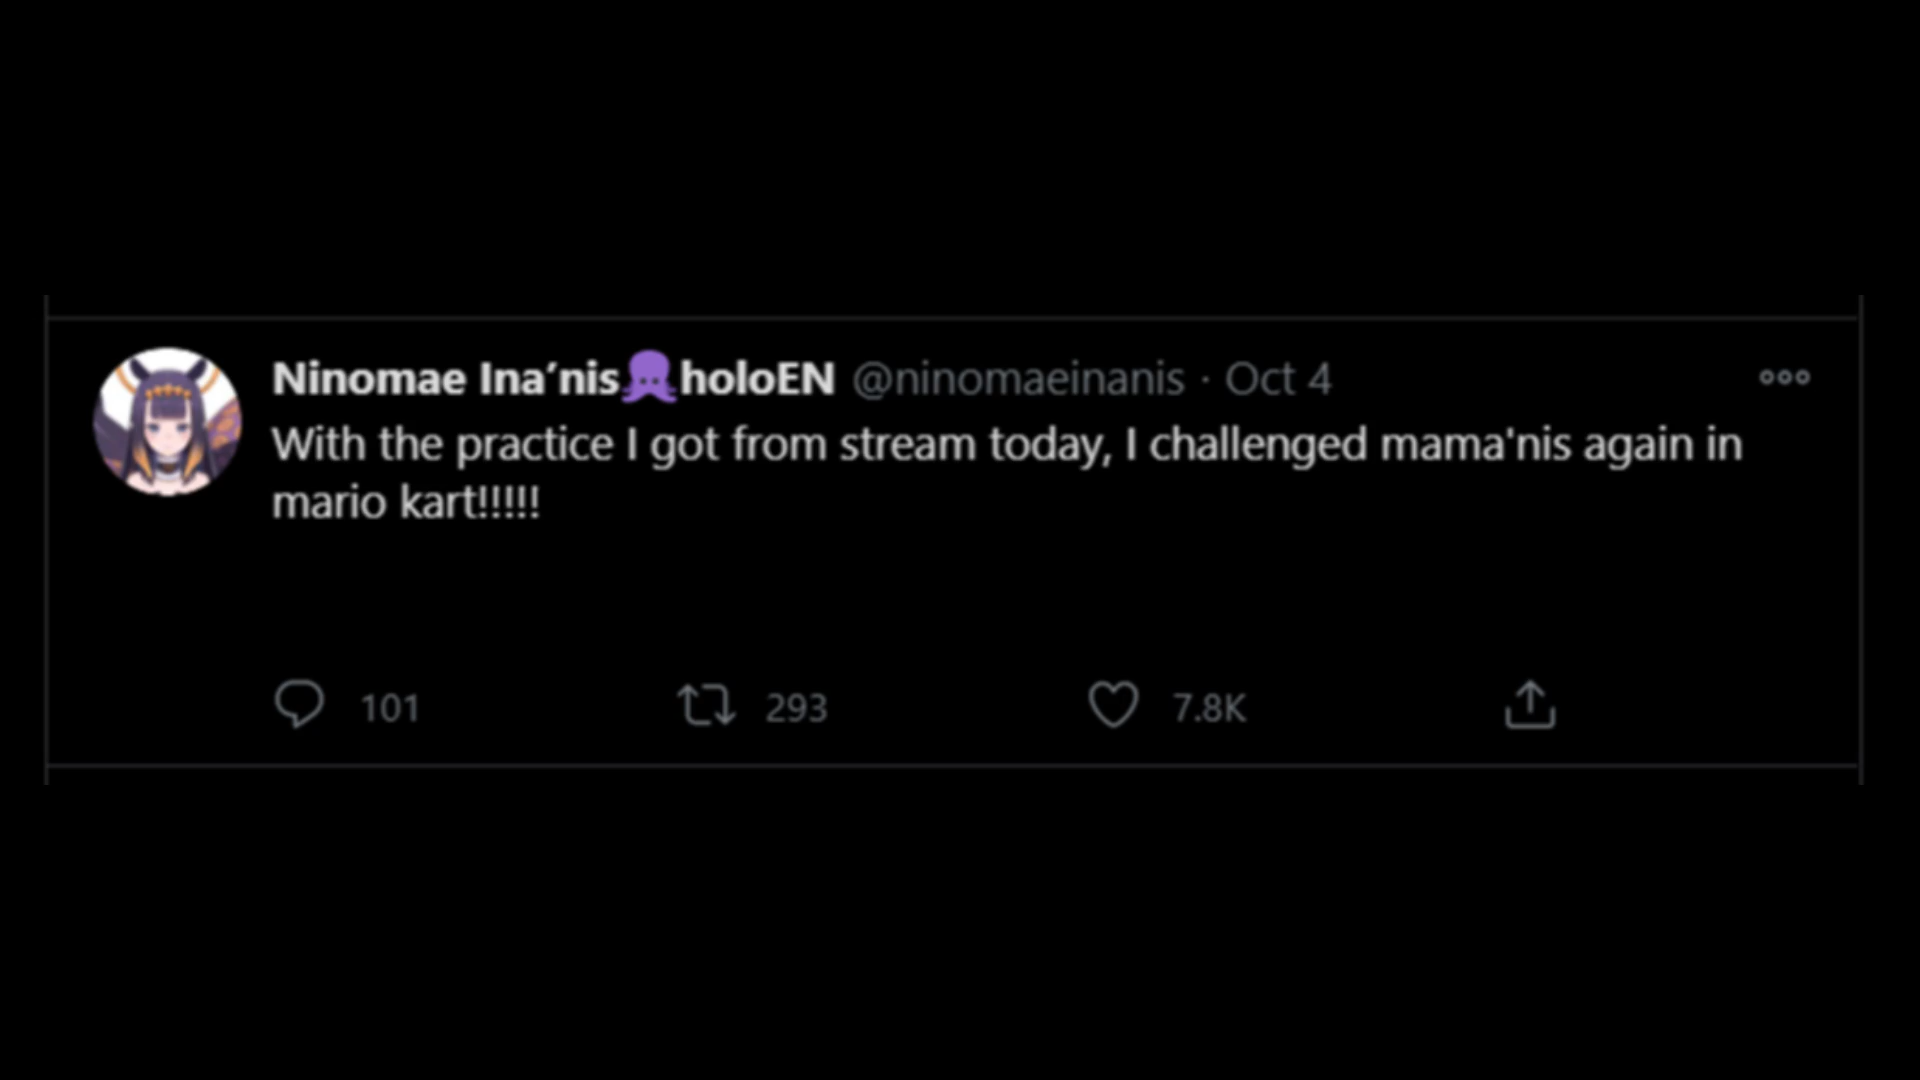 Ninomae Ina’nis🐙holoEN @ninomaeinanis · Oct 4
With the practice I got from stream today, I challenged mama'nis again in
mario kart!!!!!
101 293 7.8K